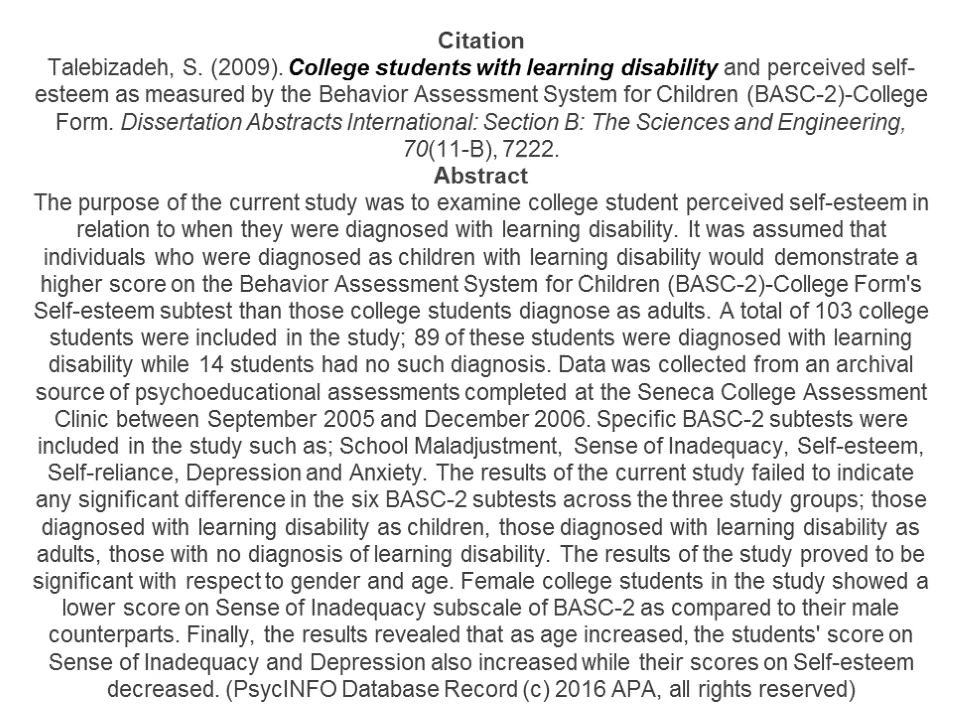 Citation
Talebizadeh, S. (2009). College students with learning disability and perceived self-
esteem as measured by the Behavior Assessment System for Children (BASC-2)-College
Form. Dissertation Abstracts International: Section B: The Sciences and Engineering,
70(11-B), 7222.
Abstract
The purpose of the current study was to examine college student perceived self-esteem in
relation to when they were diagnosed with learning disability. It was assumed that
individuals who were diagnosed as children with learning disability would demonstrate a
higher score on the Behavior Assessment System for Children (BASC-2)-College Form's
Self-esteem subtest than those college students diagnose as adults. A total of 103 college
students were included in the study; 89 of these students were diagnosed with learning
disability while 14 students had no such diagnosis. Data was collected from an archival
source of psychoeducational assessments completed at the Seneca College Assessment
Clinic between September 2005 and December 2006. Specific BASC-2 subtests were
included in the study such as; School Maladjustment, Sense of Inadequacy, Self-esteem,
Self-reliance, Depression and Anxiety. The results of the current study failed to indicate
any significant difference in the six BASC-2 subtests across the three study groups; those
diagnosed with learning disability as children, those diagnosed with learning disability as
adults, those with no diagnosis of learning disability. The results of the study proved to be
significant with respect to gender and age. Female college students in the study showed a
lower score on Sense of Inadequacy subscale of BASC-2 as compared to their male
counterparts. Finally, the results revealed that as age increased, the students' score on
Sense of Inadequacy and Depression also increased while their scores on Self-esteem
decreased. (PsycINFO Database Record (c) 2016 APA, all rights reserved)